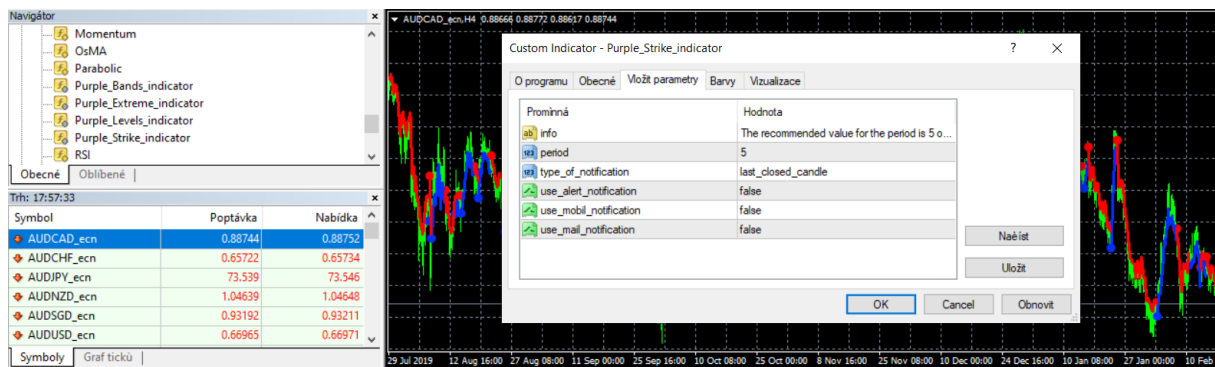 Navigátor
Momentum
OsMA
Parabolic
Purple_Bands_indicator
Purple_Extreme_indicator
Purple_Levels_indicator
Purple_Strike_indicator
RSI
Obecné Oblíbené
Trh: 17:57:33
Symbol Poptávka Nabídka
AUDCAD_ecn 0.88744 0.88752
AUDCHF_ecn 0.65722 0.65734
AUDJPY_ecn 73.539 73.546
AUDNZD_ecn 1.04639 1.04648
AUDSGD_ecn 0.93192 0.93211
AUDUSD_ecn 0.66965 0.66971
Symboly Graf ticků
AUDCAD_ecn,H4 0.88666 0.88772 0.88617 0.88744
Custom Indicator - Purple_Strike_indicator
O programu Obecné Vložit parametry Barvy Vizualizace
Promìnná Hodnota
ab info The recommended value for the period is 5 o...
123 period 5
123 type_of_notification last_closed_candle
use_alert_notification false
use_mobil_notification false
use_mail_notification false
Naèíst
Uložit
OK Cancel Obnovit
29 Jul 2019 12 Aug 16:00 27 Aug 08:00 11 Sep 00:00 25 Sep 16:00 10 Oct 08:00 25 Oct 00:00 8 Nov 16:00 25 Nov 08:00 10 Dec 00:00 24 Dec 16:00 10 Jan 08:00 27 Jan 00:00 10 Feb